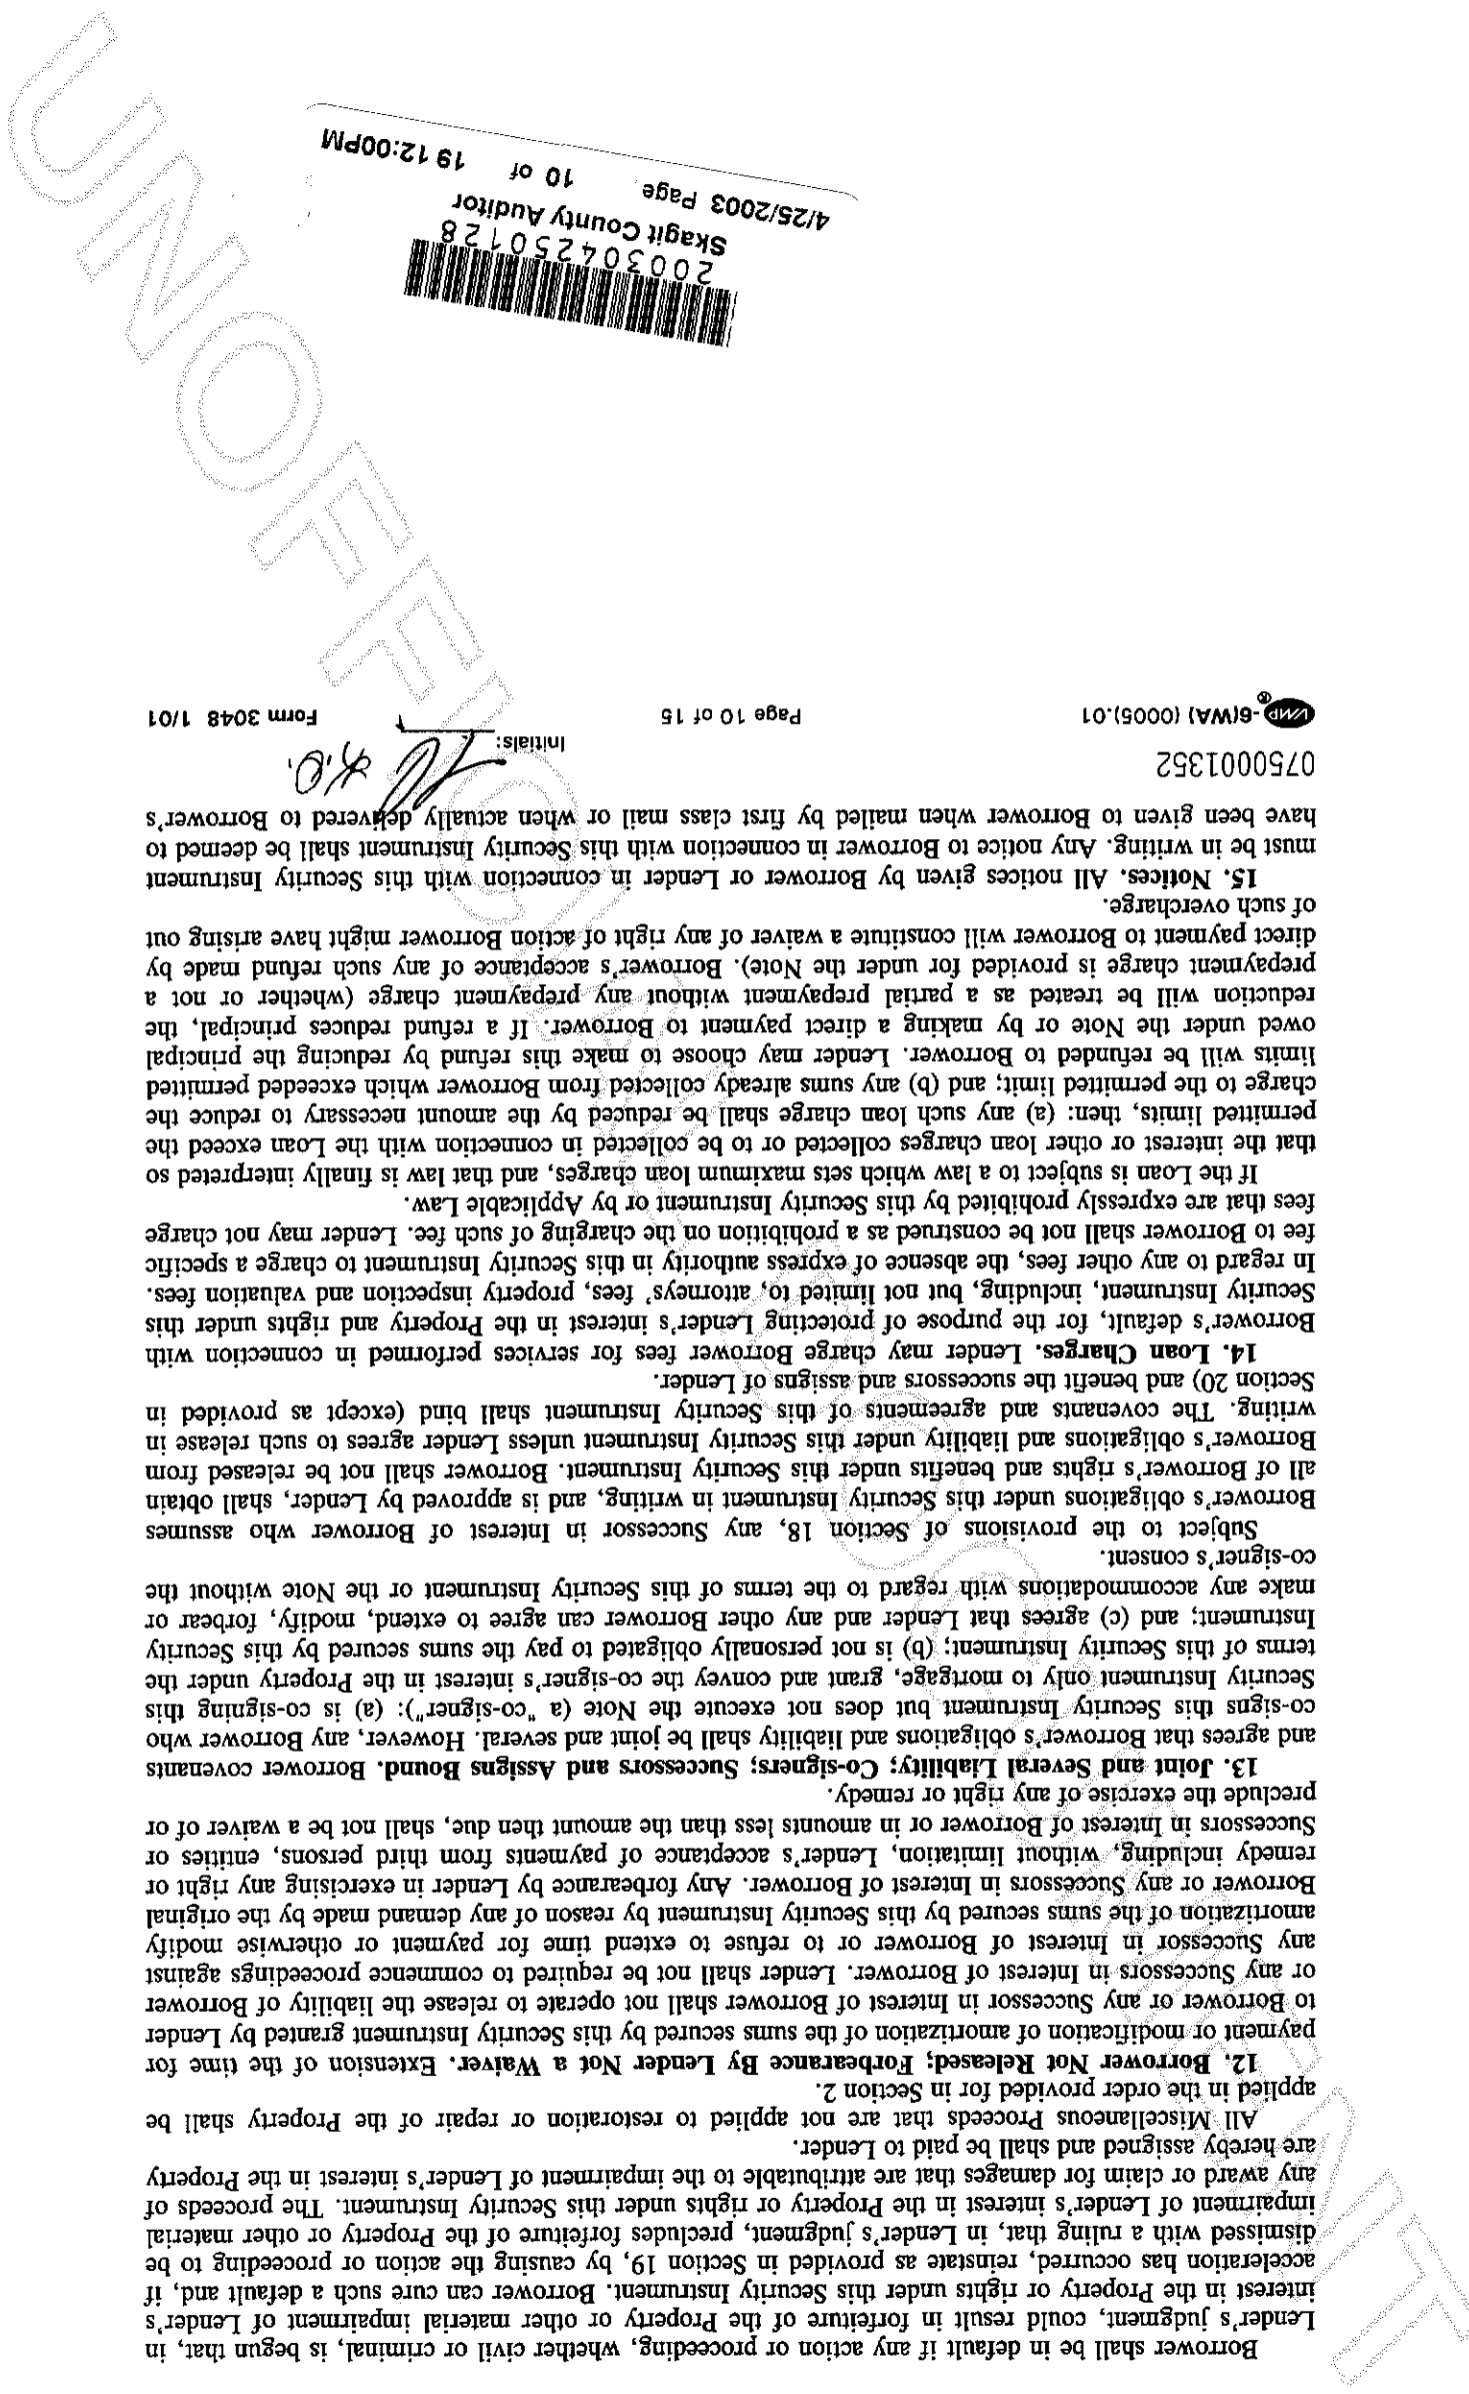 Borrower shall be in default if any action or proceeding, whether civil or criminal, is begun that, in
Lender's judgment, could result in forfeiture of the Property or other material impairment of Lender's
interest in the Property or rights under this Security Instrument. Borrower can cure such a default and, if
acceleration has occurred, reinstate as provided in Section 19, by causing the action or proceeding to be
dismissed with a ruling that, in Lender's judgment, precludes forfeiture of the Property or other material
impairment of Lender's interest in the Property or rights under this Security Instrument. The proceeds of
any award or claim for damages that are attributable to the impairment of Lender's interest in the Property
are hereby assigned and shall be paid to Lender.
All Miscellaneous Proceeds that are not applied to restoration or repair of the Property shall be
applied in the order provided for in Section 2.
12. Borrower Not Released; Forbearance By Lender Not a Waiver. Extension of the time for
payment or modification of amortization of the sums secured by this Security Instrument granted by Lender
to Borrower or any Successor in Interest of Borrower shall not operate to release the liability of Borrower
or any Successors in Interest of Borrower. Lender shall not be required to commence proceedings against
any Successor in Interest of Borrower or to refuse to extend time for payment or otherwise modify
amortization of the sums secured by this Security Instrument by reason of any demand made by the original
Borrower or any Successors in Interest of Borrower. Any forbearance by Lender in exercising any right or
remedy including, without limitation, Lender's acceptance of payments from third persons, entities or
Successors in Interest of Borrower or in amounts less than the amount then due, shall not be a waiver of or
preclude the exercise of any right or remedy.
13. Joint and Several Liability; Co-signers; Successors and Assigns Bound. Borrower covenants
and agrees that Borrower's obligations and liability shall be joint and several. However, any Borrower who
co-signs this Security Instrument but does not execute the Note (a "co-signer"): (a) is co-signing this
Security Instrument only to mortgage, grant and convey the co-signer's interest in the Property under the
terms of this Security Instrument; (b) is not personally obligated to pay the sums secured by this Security
Instrument; and (c) agrees that Lender and any other Borrower can agree to extend, modify, forbear or
make any accommodations with regard to the terms of this Security Instrument or the Note without the
co-signer's consent.
Subject to the provisions of Section 18, any Successor in Interest of Borrower who assumes
Borrower's obligations under this Security Instrument in writing, and is approved by Lender, shall obtain
all of Borrower's rights and benefits under this Security Instrument. Borrower shall not be released from
Borrower's obligations and liability under this Security Instrument unless Lender agrees to such release in
writing. The covenants and agreements of this Security Instrument shall bind (except as provided in
Section 20) and benefit the successors and assigns of Lender.
14. Loan Charges. Lender may charge Borrower fees for services performed in connection with
Borrower's default, for the purpose of protecting Lender's interest in the Property and rights under this
Security Instrument, including, but not limited to, attorneys' fees, property inspection and valuation fees.
In regard to any other fees, the absence of express authority in this Security Instrument to charge a specific
fee to Borrower shall not be construed as a prohibition on the charging of such fee. Lender may not charge
fees that are expressly prohibited by this Security Instrument or by Applicable Law.
If the Loan is subject to a law which sets maximum loan charges, and that law is finally interpreted so
that the interest or other loan charges collected or to be collected in connection with the Loan exceed the
permitted limits, then: (a) any such loan charge shall be reduced by the amount necessary to reduce the
charge to the permitted limit; and (b) any sums already collected from Borrower which exceeded permitted
limits will be refunded to Borrower. Lender may choose to make this refund by reducing the principal
owed under the Note or by making a direct payment to Borrower. If a refund reduces principal, the
reduction will be treated as a partial prepayment without any prepayment charge (whether or not a
prepayment charge is provided for under the Note). Borrower's acceptance of any such refund made by
direct payment to Borrower will constitute a waiver of any right of action Borrower might have arising out
of such overcharge.
15. Notices. All notices given by Borrower or Lender in connection with this Security Instrument
must be in writing. Any notice to Borrower in connection with this Security Instrument shall be deemed to
have been given to Borrower when mailed by first class mail or when actually delivered to Borrower's
0750001352
Initials:
VMP®-6(WA) (0005).01 Page 10 of 15 Form 3048 1/01
200304250128
Skagit County Auditor
4/25/2003 Page 10 of 19 12:00PM
UNOFFICIAL DOCUMENT